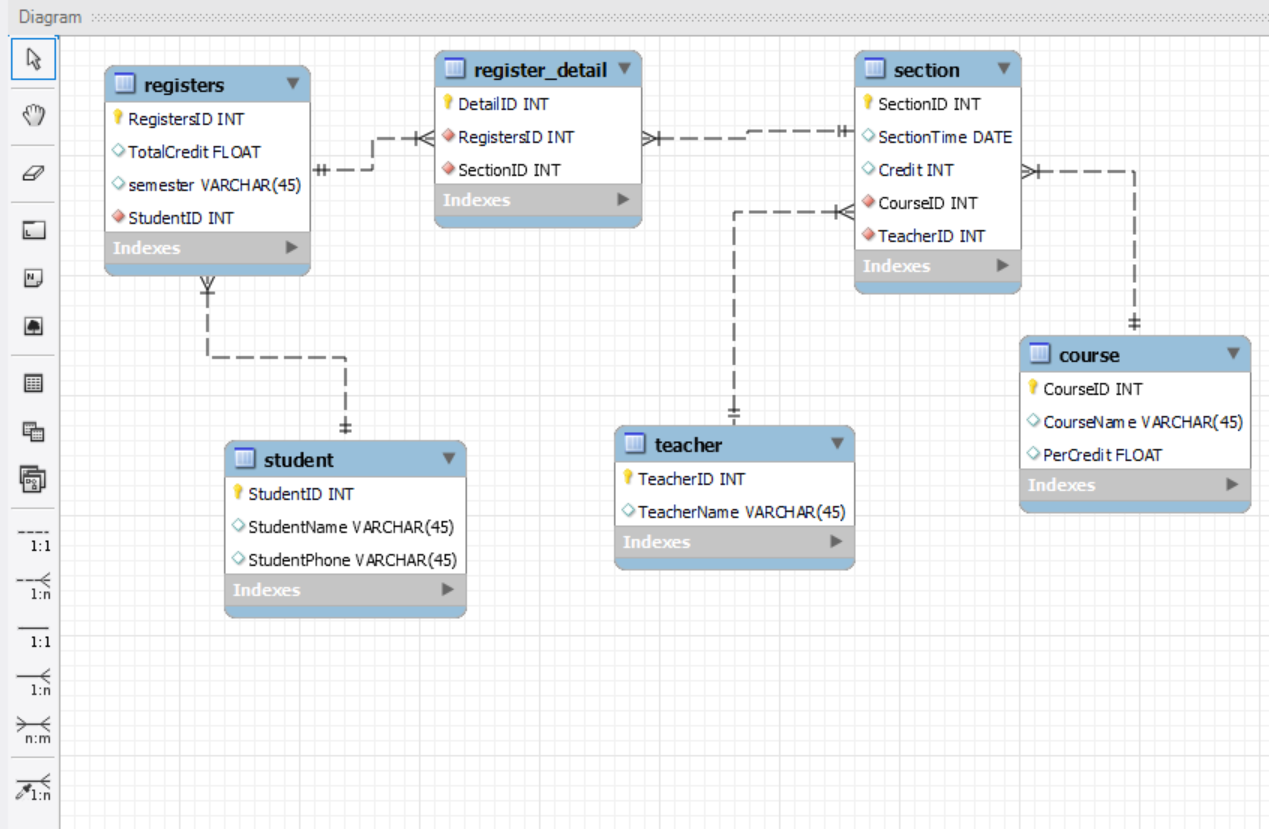 Diagram
registers
RegistersID INT
TotalCredit FLOAT
semester VARCHAR(45)
StudentID INT
Indexes
register_detail
DetailID INT
RegistersID INT
SectionID INT
Indexes
section
SectionID INT
SectionTime DATE
Credit INT
CourseID INT
TeacherID INT
Indexes
course
CourseID INT
CourseName VARCHAR(45)
PerCredit FLOAT
Indexes
student
StudentID INT
StudentName VARCHAR(45)
StudentPhone VARCHAR(45)
Indexes
teacher
TeacherID INT
TeacherName VARCHAR(45)
Indexes
1:1
1:n
1:1
1:n
n:m
1:n